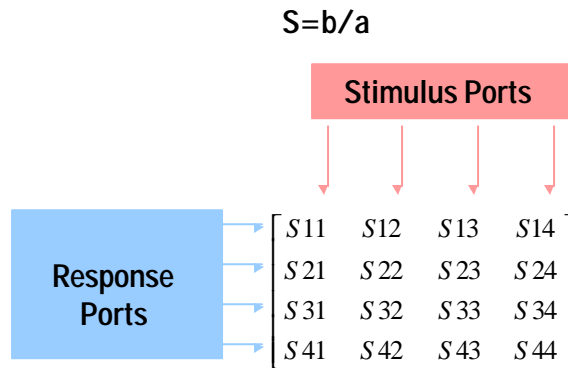 S=b/a
Stimulus Ports
Response
Ports
S11 S12 S13 S14
S21 S22 S23 S24
S31 S32 S33 S34
S41 S42 S43 S44